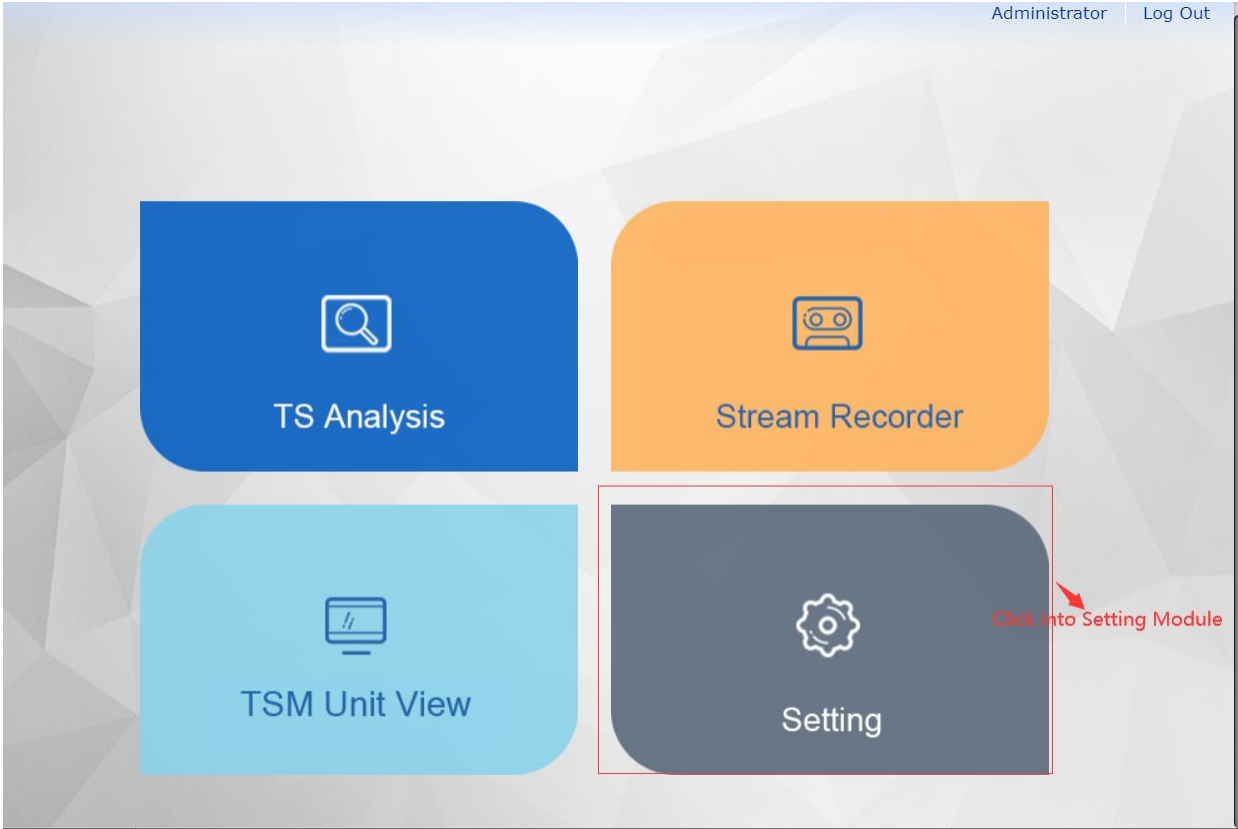 Administrator Log Out
TS Analysis
Stream Recorder
TSM Unit View
Setting
Click into Setting Module